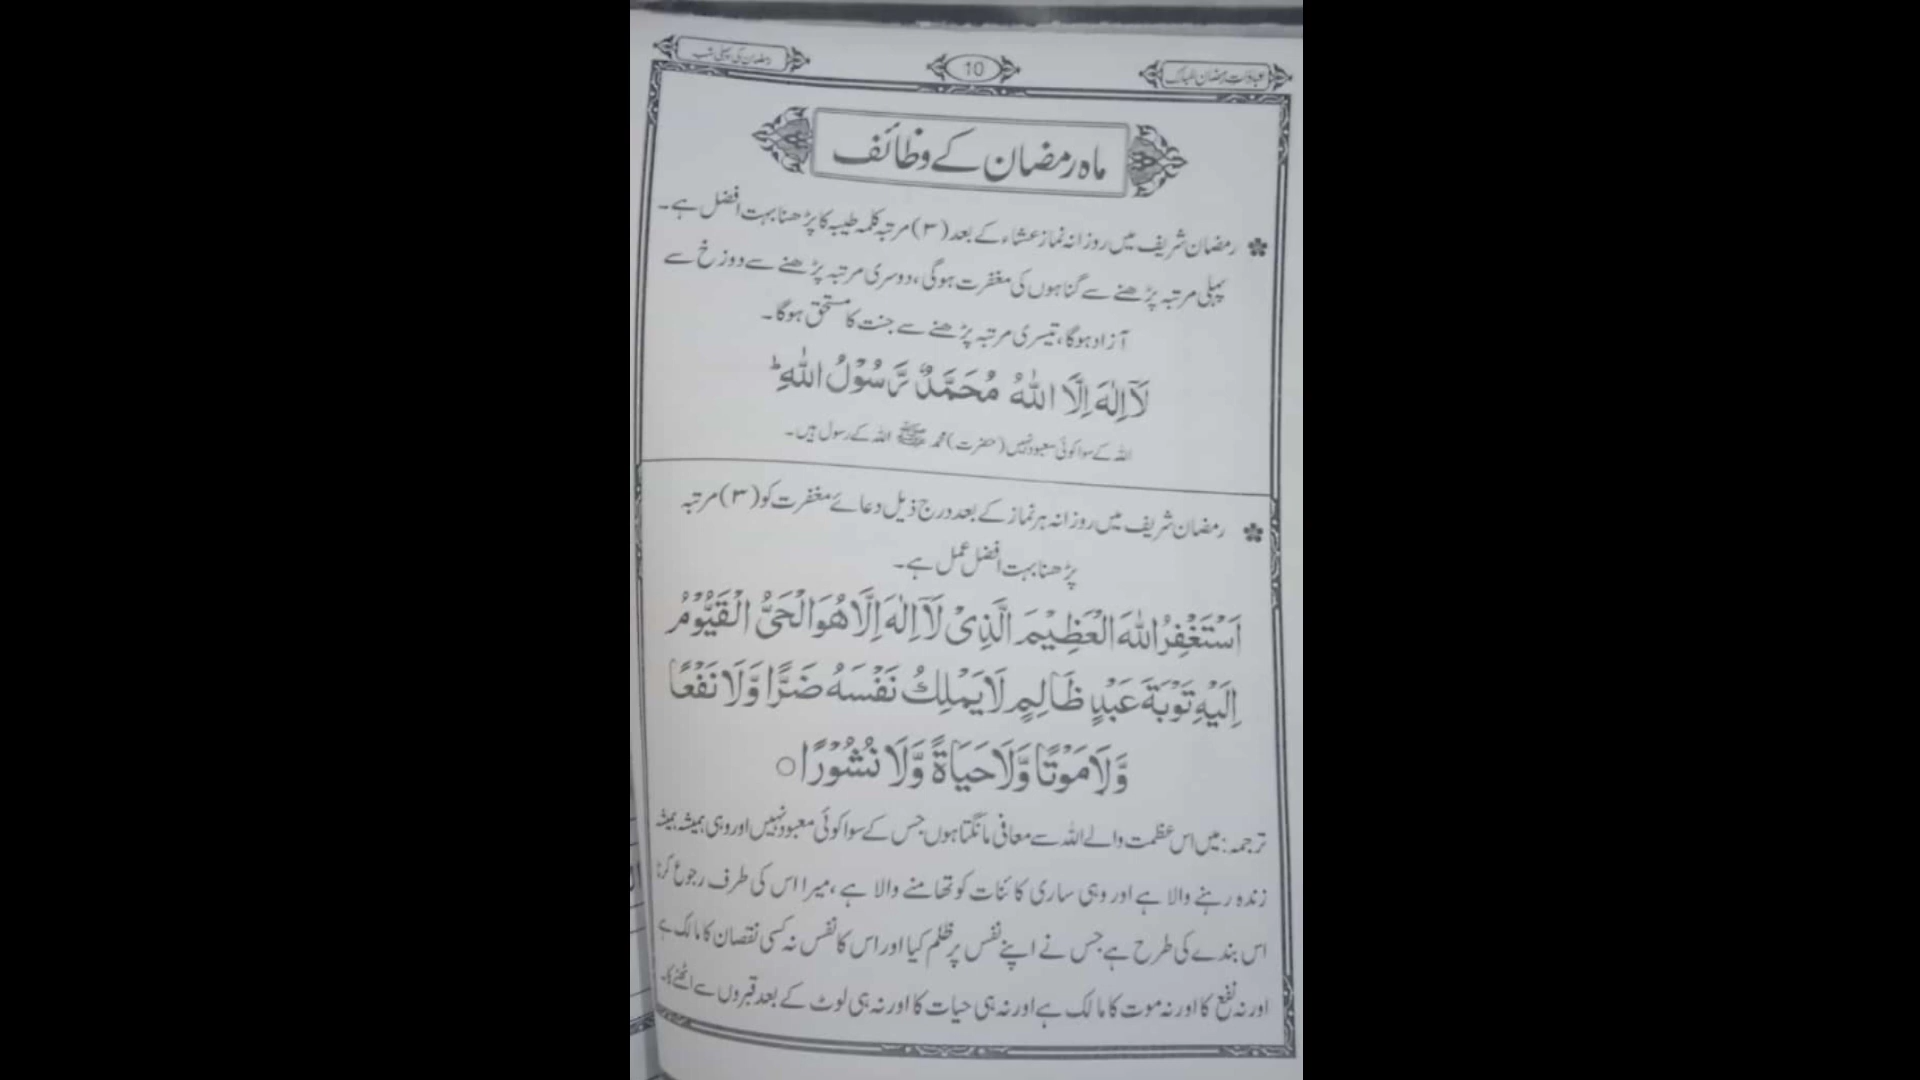 عبادت رمضان المبارک
10
رمضان کی پہلی شب
ماہ رمضان کے وظائف
رمضان شریف میں روزانہ نماز عشاء کے بعد (۳) مرتبہ کلمہ طیبہ کا پڑھنا بہت افضل ہے۔
پہلی مرتبہ پڑھنے سے گناہوں کی مغفرت ہوگی، دوسری مرتبہ پڑھنے سے دوزخ سے
آزاد ہوگا، تیسری مرتبہ پڑھنے سے جنت کا مستحق ہوگا۔
لَآ اِلٰهَ اِلَّا اللّٰهُ مُحَمَّدٌ رَّسُوْلُ اللّٰهِ ؕ
اللہ کے سوا کوئی معبود نہیں (حضرت) محمد ﷺ اللہ کے رسول ہیں۔
رمضان شریف میں روزانہ ہر نماز کے بعد درج ذیل دعائے مغفرت کو (۳) مرتبہ
پڑھنا بہت افضل عمل ہے۔
اَسْتَغْفِرُ اللّٰهَ الْعَظِيْمَ الَّذِىْ لَآ اِلٰهَ اِلَّا هُوَ الْحَىُّ الْقَيُّوْمُ
اِلَيْهِ تَوْبَةَ عَبْدٍ ظَالِمٍ لَا يَمْلِكُ نَفْسَهٗ ضَرًّا وَّلَا نَفْعًا
وَّلَا مَوْتًا وَّلَا حَيَاةً وَّلَا نُشُوْرًا ○
ترجمہ: میں اس عظمت والے اللہ سے معافی مانگتا ہوں جس کے سوا کوئی معبود نہیں اور وہی ہمیشہ ہمیشہ
زندہ رہنے والا ہے اور وہی ساری کائنات کو تھامنے والا ہے، میرا اس کی طرف رجوع کرنا
اس بندے کی طرح ہے جس نے اپنے نفس پر ظلم کیا اور اس کا نفس نہ کسی نقصان کا مالک ہے
اور نہ نفع کا اور نہ موت کا مالک ہے اور نہ ہی حیات کا اور نہ ہی لوٹ کے بعد قبروں سے اٹھنے کا۔